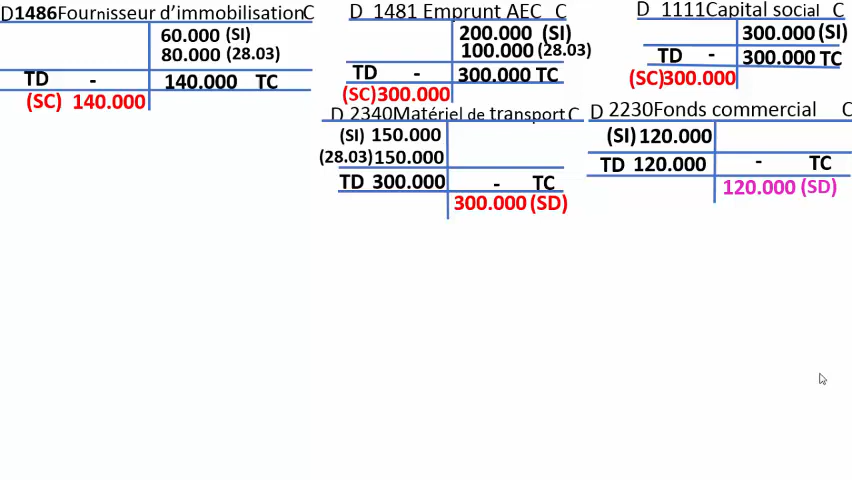 D1486Fournisseur d'immobilisationC
60.000 (SI)
80.000 (28.03)
TD - 140.000 TC
(SC) 140.000
D 1481 Emprunt AEC C
200.000 (SI)
100.000 (28.03)
TD - 300.000 TC
(SC)300.000
D 1111Capital social C
300.000 (SI)
TD - 300.000 TC
(SC)300.000
D 2340Matériel de transport C
(SI) 150.000
(28.03)150.000
TD 300.000 - TC
300.000 (SD)
D 2230Fonds commercial C
(SI) 120.000
TD 120.000 - TC
120.000 (SD)